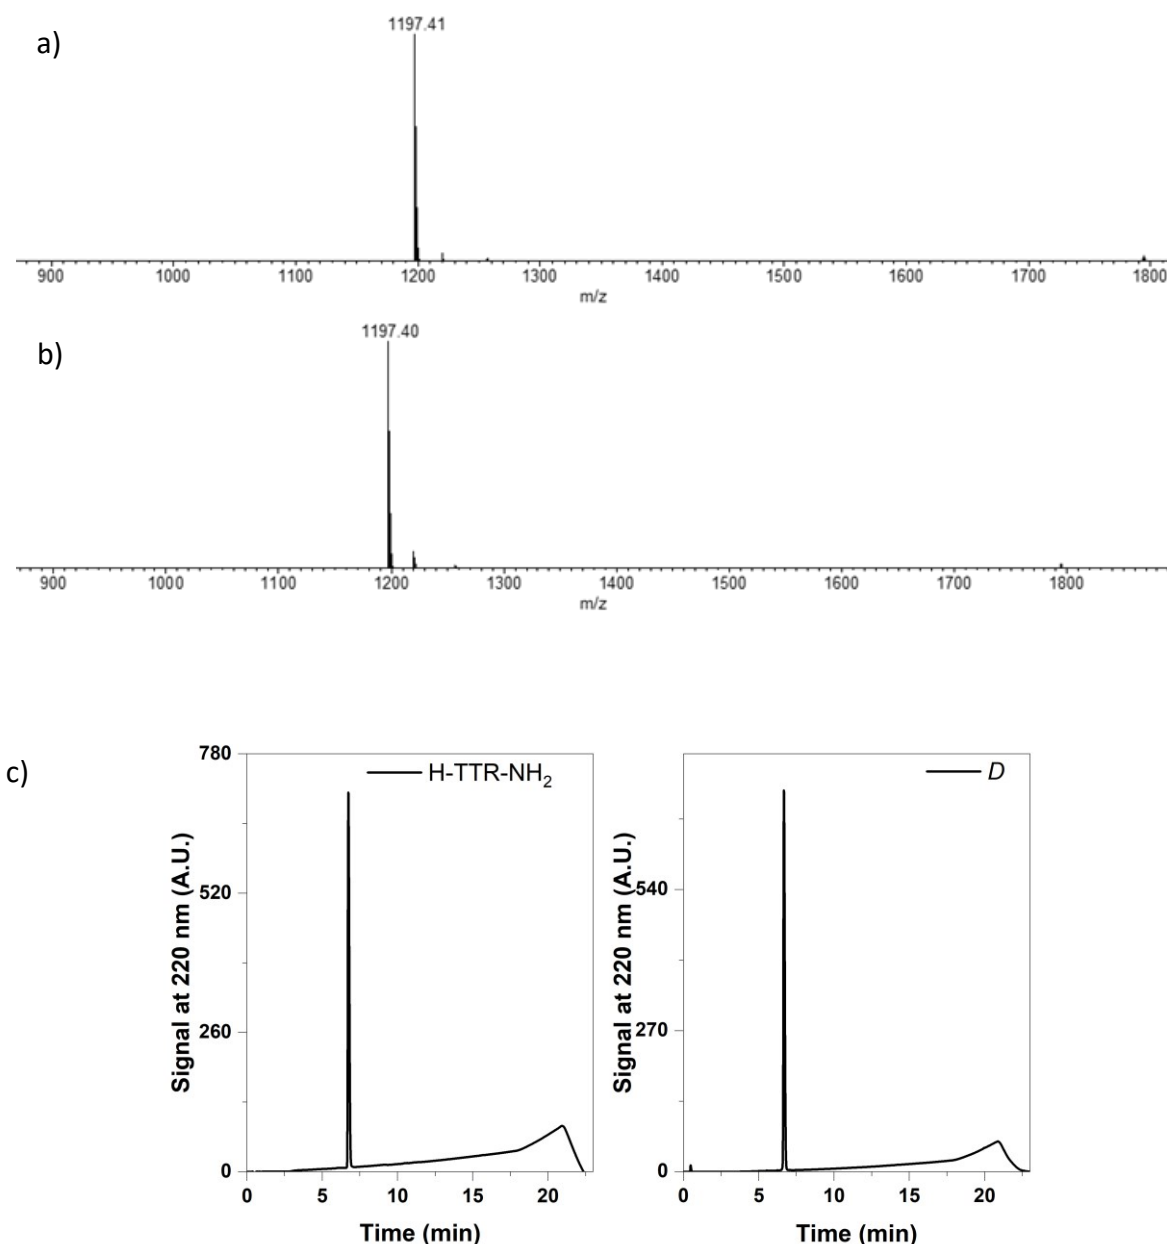 a)
1197.41
900 1000 1100 1200 1300 1400 1500 1600 1700 1800
m/z
b)
1197.40
900 1000 1100 1200 1300 1400 1500 1600 1700 1800
m/z
c)
Signal at 220 nm (A.U.)
780
520
260
0
H-TTR-NH₂
0 5 10 15 20
Time (min)
Signal at 220 nm (A.U.)
540
270
0
D
0 5 10 15 20
Time (min)